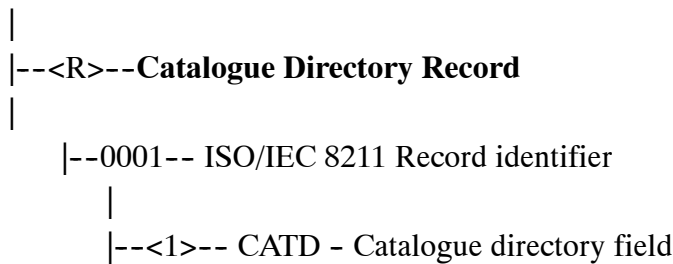 |
|--<R>--Catalogue Directory Record
|
|--0001-- ISO/IEC 8211 Record identifier
|
|--<1>-- CATD - Catalogue directory field